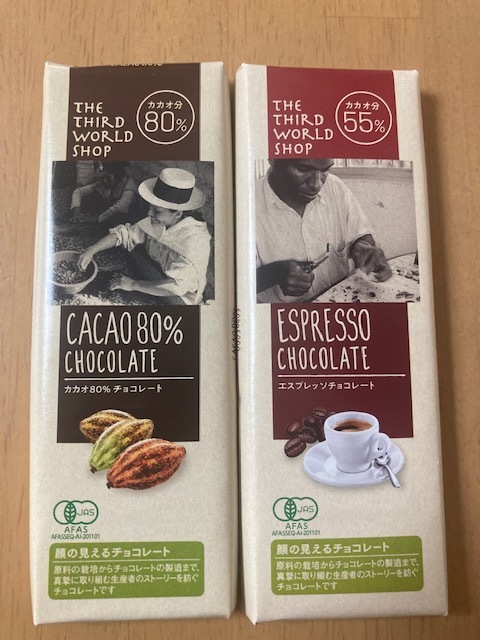 THE
THIRD
WORLD
SHOP
カカオ分
80%
CACAO 80%
CHOCOLATE
カカオ80% チョコレート
JAS
AFAS
AFASSEQ-AI-201101
顔の見えるチョコレート
原料の栽培からチョコレートの製造まで、
真摯に取り組む生産者のストーリーを紡ぐ
チョコレートです
THE
THIRD
WORLD
SHOP
カカオ分
55%
ESPRESSO
CHOCOLATE
エスプレッソチョコレート
JAS
AFAS
AFASSEQ-AI-201101
顔の見えるチョコレート
原料の栽培からチョコレートの製造まで、
真摯に取り組む生産者のストーリーを紡ぐ
チョコレートです